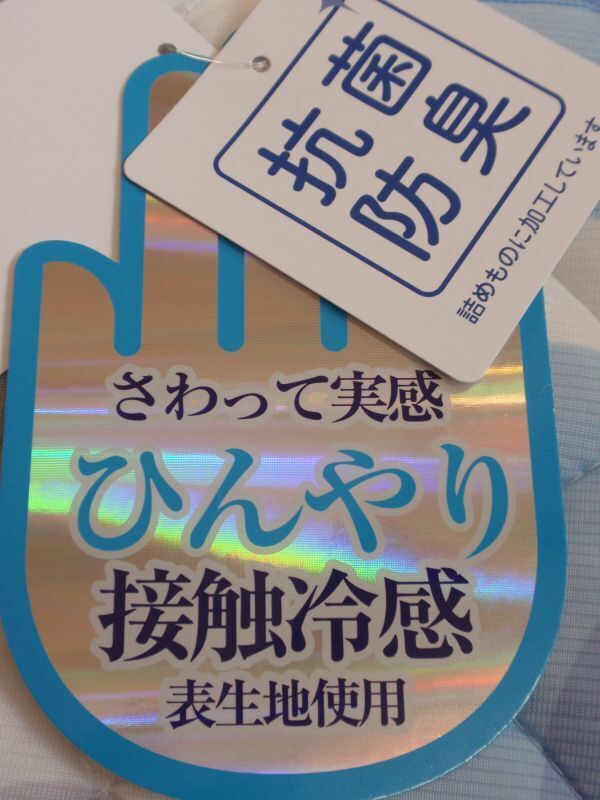 抗菌
防臭
詰めものに加工しています
さわって実感
ひんやり
接触冷感
表生地使用